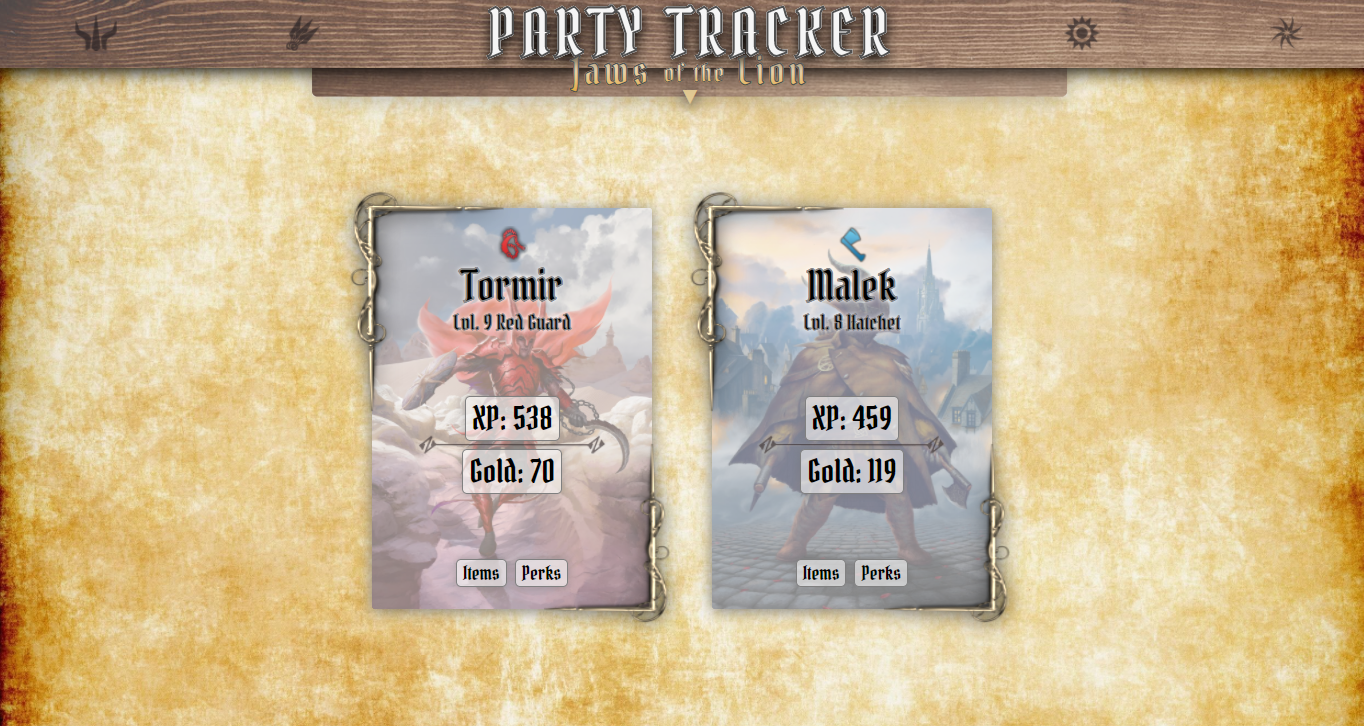 PARTY TRACKER
Jaws of the Lion
Tormir
Lvl. 9 Red Guard
XP: 538
Gold: 70
Items Perks
Malek
Lvl. 8 Hatchet
XP: 459
Gold: 119
Items Perks